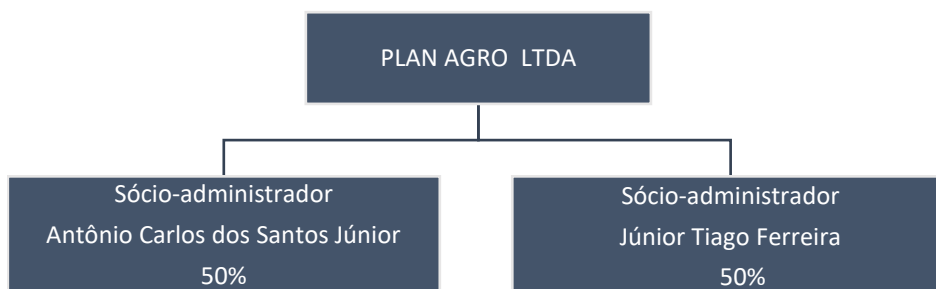 PLAN AGRO LTDA
Sócio-administrador
Antônio Carlos dos Santos Júnior
50%
Sócio-administrador
Júnior Tiago Ferreira
50%